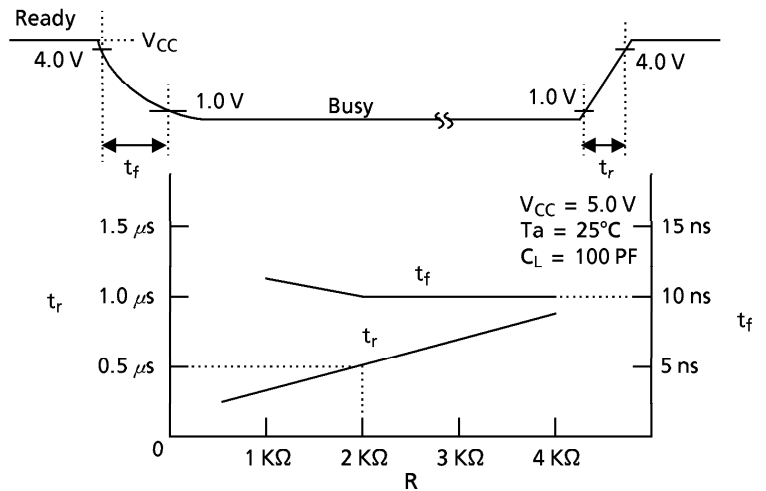 Ready
VCC
4.0 V
1.0 V
Busy
1.0 V
4.0 V
tf
tr
VCC = 5.0 V
Ta = 25°C
CL = 100 PF
1.5 μs
15 ns
tf
tr
1.0 μs
10 ns
tf
tr
0.5 μs
5 ns
0
1 KΩ
2 KΩ
3 KΩ
4 KΩ
R